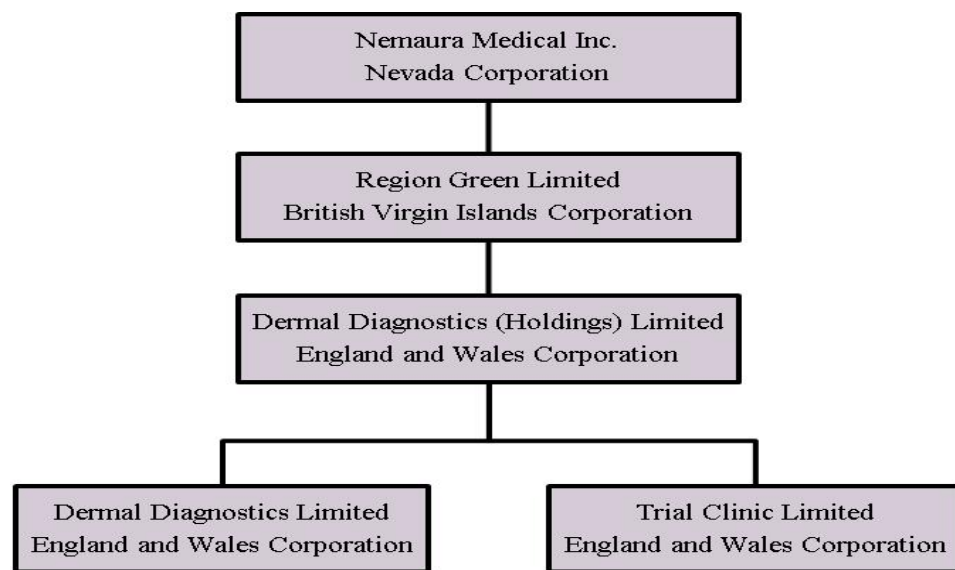 Nemaura Medical Inc.
Nevada Corporation
Region Green Limited
British Virgin Islands Corporation
Dermal Diagnostics (Holdings) Limited
England and Wales Corporation
Dermal Diagnostics Limited
England and Wales Corporation
Trial Clinic Limited
England and Wales Corporation